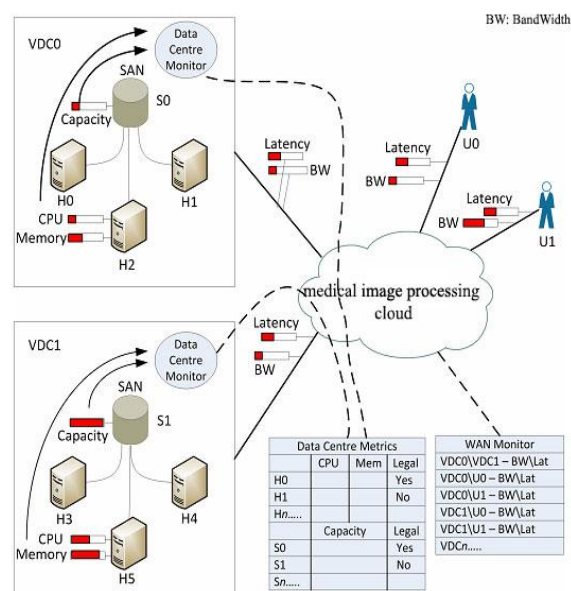 BW: BandWidth
VDC0
Data
Centre
Monitor
SAN
S0
Capacity
H0
H1
CPU
Memory
H2
Latency
BW
Latency
BW
U0
Latency
BW
U1
medical image processing
cloud
VDC1
Data
Centre
Monitor
SAN
S1
Capacity
H3
H4
CPU
Memory
H5
Latency
BW
Data Centre Metrics
CPU Mem Legal
H0 Yes
H1 No
Hn.....
Capacity Legal
S0 Yes
S1 No
Sn.....
WAN Monitor
VDC0\VDC1 – BW\Lat
VDC0\U0 – BW\Lat
VDC0\U1 – BW\Lat
VDC1\U0 – BW\Lat
VDC1\U1 – BW\Lat
VDCn.....